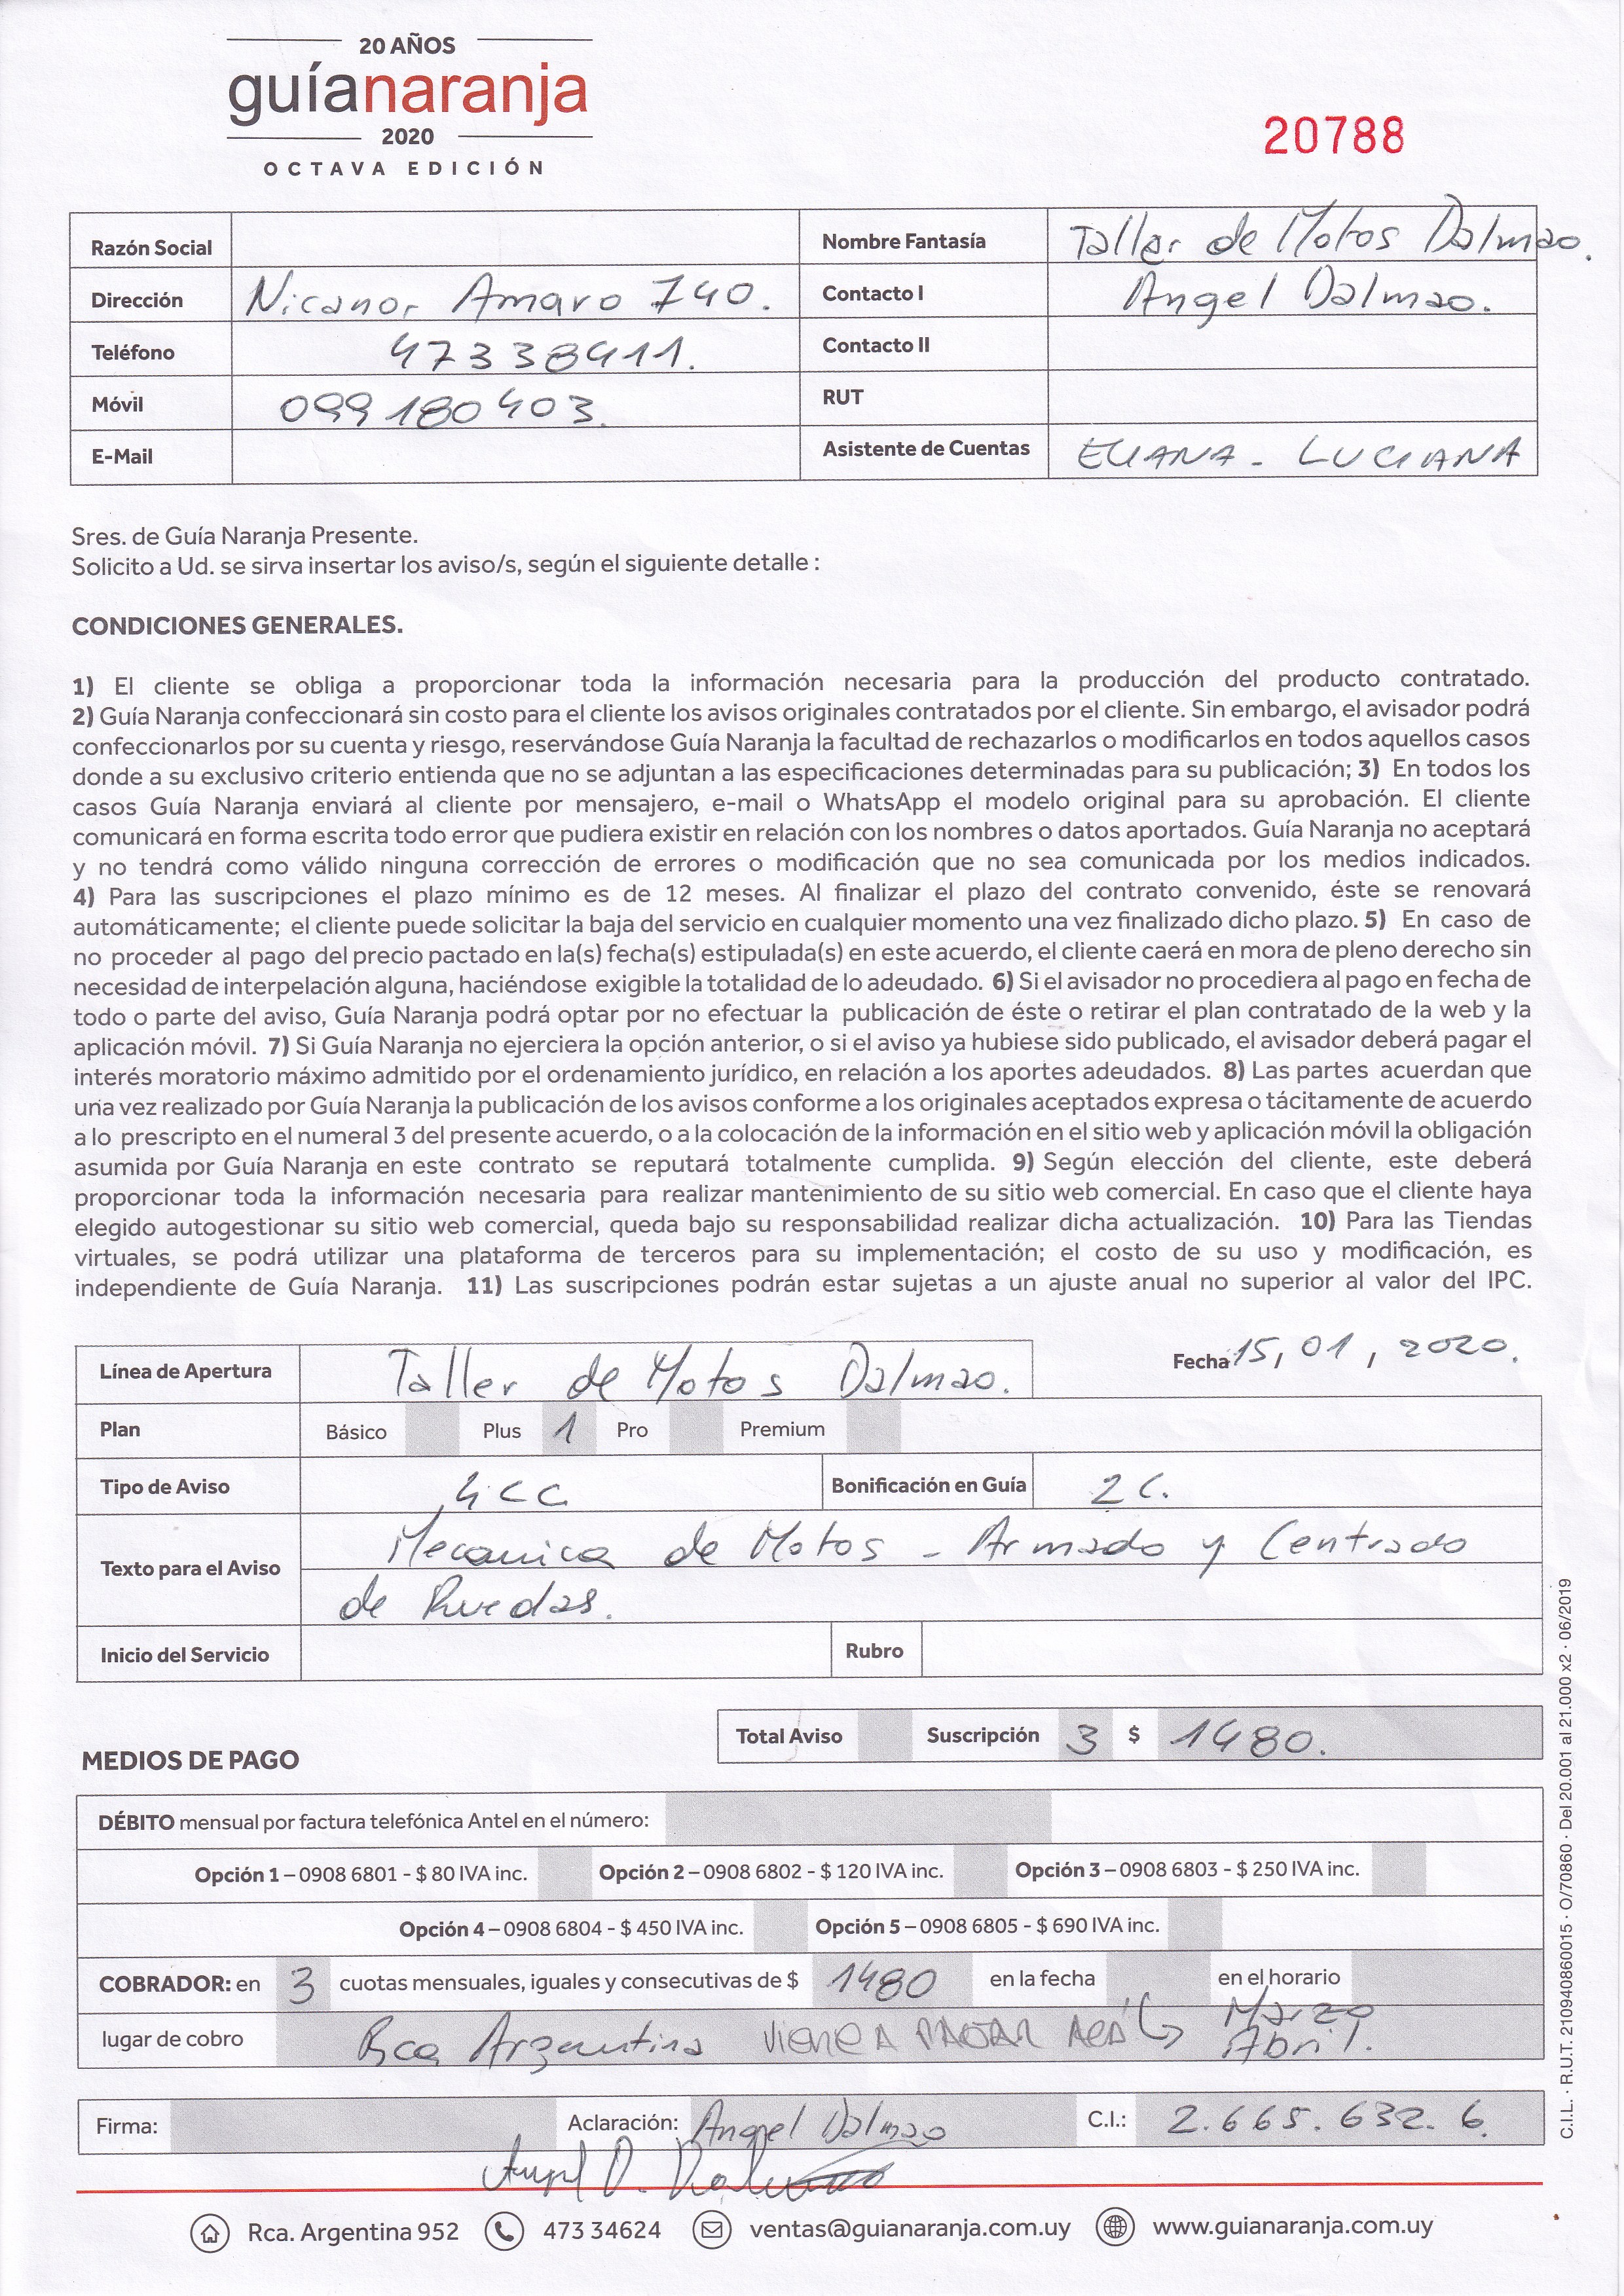 20 AÑOS
guíanaranja
2020
OCTAVA EDICIÓN
20788
Razón Social
Nombre Fantasía Taller de Motos Dalmao.
Dirección Nicanor Amaro 740.
Contacto I Angel Dalmao.
Teléfono 47338411.
Contacto II
Móvil 099180403.
RUT
E-Mail
Asistente de Cuentas ELIANA - LUCIANA
Sres. de Guía Naranja Presente.
Solicito a Ud. se sirva insertar los aviso/s, según el siguiente detalle :
CONDICIONES GENERALES.
1) El cliente se obliga a proporcionar toda la información necesaria para la producción del producto contratado.
2) Guía Naranja confeccionará sin costo para el cliente los avisos originales contratados por el cliente. Sin embargo, el avisador podrá
confeccionarlos por su cuenta y riesgo, reservándose Guía Naranja la facultad de rechazarlos o modificarlos en todos aquellos casos
donde a su exclusivo criterio entienda que no se adjuntan a las especificaciones determinadas para su publicación; 3) En todos los
casos Guía Naranja enviará al cliente por mensajero, e-mail o WhatsApp el modelo original para su aprobación. El cliente
comunicará en forma escrita todo error que pudiera existir en relación con los nombres o datos aportados. Guía Naranja no aceptará
y no tendrá como válido ninguna corrección de errores o modificación que no sea comunicada por los medios indicados.
4) Para las suscripciones el plazo mínimo es de 12 meses. Al finalizar el plazo del contrato convenido, éste se renovará
automáticamente; el cliente puede solicitar la baja del servicio en cualquier momento una vez finalizado dicho plazo. 5) En caso de
no proceder al pago del precio pactado en la(s) fecha(s) estipulada(s) en este acuerdo, el cliente caerá en mora de pleno derecho sin
necesidad de interpelación alguna, haciéndose exigible la totalidad de lo adeudado. 6) Si el avisador no procediera al pago en fecha de
todo o parte del aviso, Guía Naranja podrá optar por no efectuar la publicación de éste o retirar el plan contratado de la web y la
aplicación móvil. 7) Si Guía Naranja no ejerciera la opción anterior, o si el aviso ya hubiese sido publicado, el avisador deberá pagar el
interés moratorio máximo admitido por el ordenamiento jurídico, en relación a los aportes adeudados. 8) Las partes acuerdan que
una vez realizado por Guía Naranja la publicación de los avisos conforme a los originales aceptados expresa o tácitamente de acuerdo
a lo prescripto en el numeral 3 del presente acuerdo, o a la colocación de la información en el sitio web y aplicación móvil la obligación
asumida por Guía Naranja en este contrato se reputará totalmente cumplida. 9) Según elección del cliente, este deberá
proporcionar toda la información necesaria para realizar mantenimiento de su sitio web comercial. En caso que el cliente haya
elegido autogestionar su sitio web comercial, queda bajo su responsabilidad realizar dicha actualización. 10) Para las Tiendas
virtuales, se podrá utilizar una plataforma de terceros para su implementación; el costo de su uso y modificación, es
independiente de Guía Naranja. 11) Las suscripciones podrán estar sujetas a un ajuste anual no superior al valor del IPC.
Línea de Apertura Taller de Motos Dalmao.
Fecha 15, 01, 2020.
Plan Básico Plus 1 Pro Premium
Tipo de Aviso 4CC Bonificación en Guía 2C.
Texto para el Aviso Mecanica de Motos - Armado y Centrado
de Ruedas.
Inicio del Servicio Rubro
Total Aviso Suscripción 3 $ 1480.
MEDIOS DE PAGO
DÉBITO mensual por factura telefónica Antel en el número:
Opción 1 – 0908 6801 - $ 80 IVA inc. Opción 2 – 0908 6802 - $ 120 IVA inc. Opción 3 – 0908 6803 - $ 250 IVA inc.
Opción 4 – 0908 6804 - $ 450 IVA inc. Opción 5 – 0908 6805 - $ 690 IVA inc.
COBRADOR: en 3 cuotas mensuales, iguales y consecutivas de $ 1480 en la fecha en el horario
lugar de cobro Rca Argentina VIENE A PAGAR ACÁ Marzo
Abril.
Firma: Aclaración: Angel Dalmao C.I.: 2.665.632.6
Angel D. Dalmao
Rca. Argentina 952 473 34624 ventas@guianaranja.com.uy www.guianaranja.com.uy
C.I.L. · R.U.T. 210940860015 · O/70860 · Del 20.001 al 21.000 x2 · 06/2019